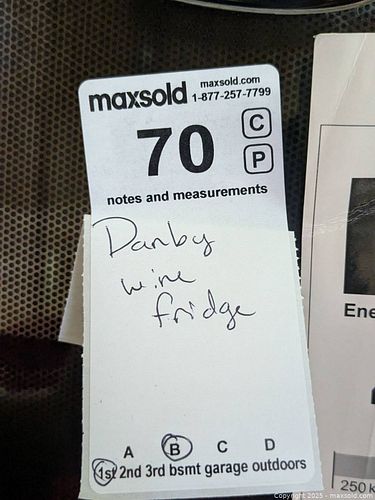 maxsold
maxsold.com
1-877-257-7799
70
C
P
notes and measurements
Danby
wine
fridge
A B C D
1st 2nd 3rd bsmt garage outdoors
Ene
250 k
Copyright 2025 - maxsold.com